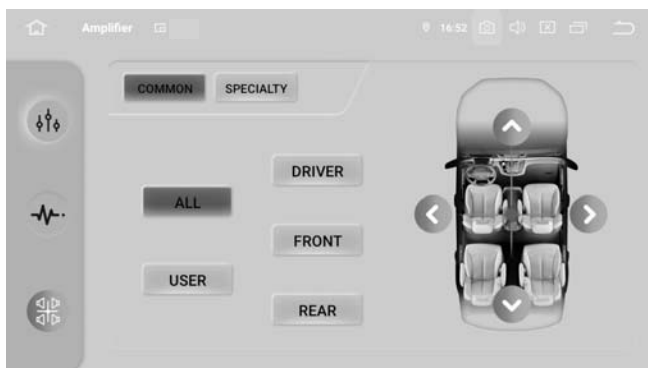 Amplifier
16:52
COMMON SPECIALTY
DRIVER
ALL
FRONT
USER
REAR